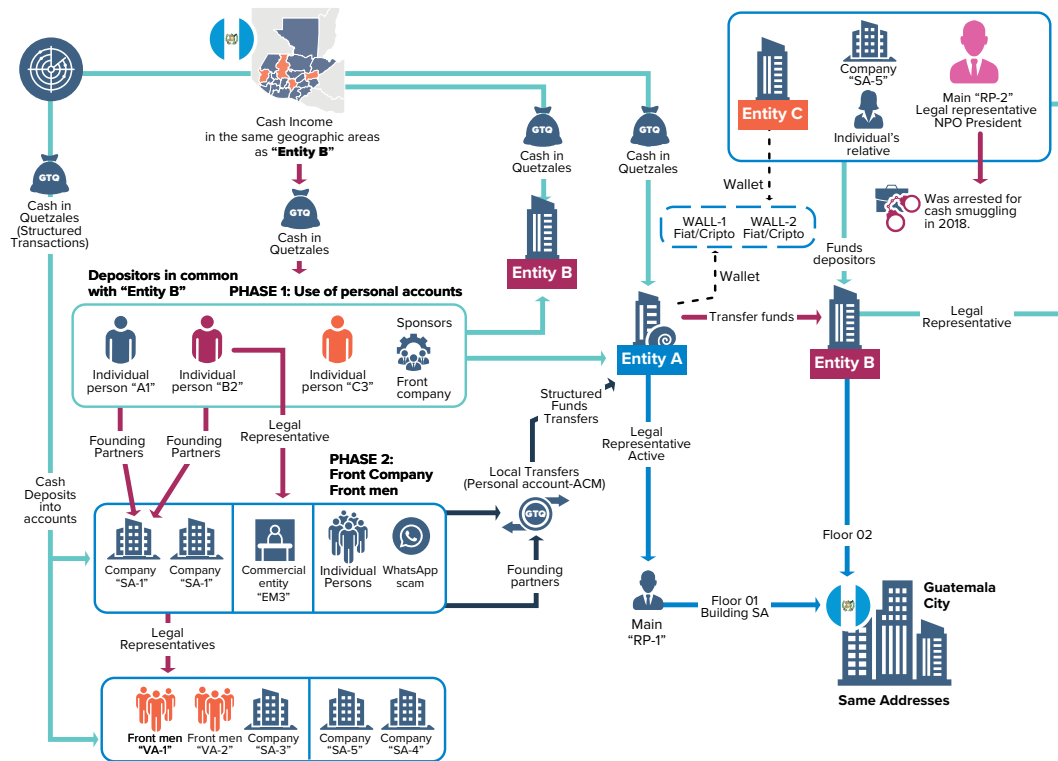 Cash Income
in the same geographic areas
as "Entity B"
GTQ
Cash in
Quetzales
(Structured
Transactions)
GTQ
Cash in
Quetzales
GTQ
Cash in
Quetzales
GTQ
Cash in
Quetzales
Entity B
Entity C
Company
"SA-5"
Individual's
relative
Main "RP-2"
Legal representative
NPO President
Was arrested for
cash smuggling
in 2018.
Wallet
WALL-1
Fiat/Cripto
WALL-2
Fiat/Cripto
Wallet
Funds
depositors
Depositors in common
with "Entity B"
PHASE 1: Use of personal accounts
Individual
person "A1"
Individual
person "B2"
Individual
person "C3"
Sponsors
Front
company
Entity A
Transfer funds
Entity B
Legal
Representative
Founding
Partners
Founding
Partners
Legal
Representative
Structured
Funds
Transfers
Legal
Representative
Active
PHASE 2:
Front Company
Front men
Local Transfers
(Personal account-ACM)
GTQ
Cash
Deposits
into
accounts
Company
"SA-1"
Company
"SA-1"
Commercial
entity
"EM3"
Individual
Persons
WhatsApp
scam
Founding
partners
Floor 02
Floor 01
Building SA
Main
"RP-1"
Guatemala
City
Same Addresses
Legal
Representatives
Front men
"VA-1"
Front men
"VA-2"
Company
"SA-3"
Company
"SA-5"
Company
"SA-4"